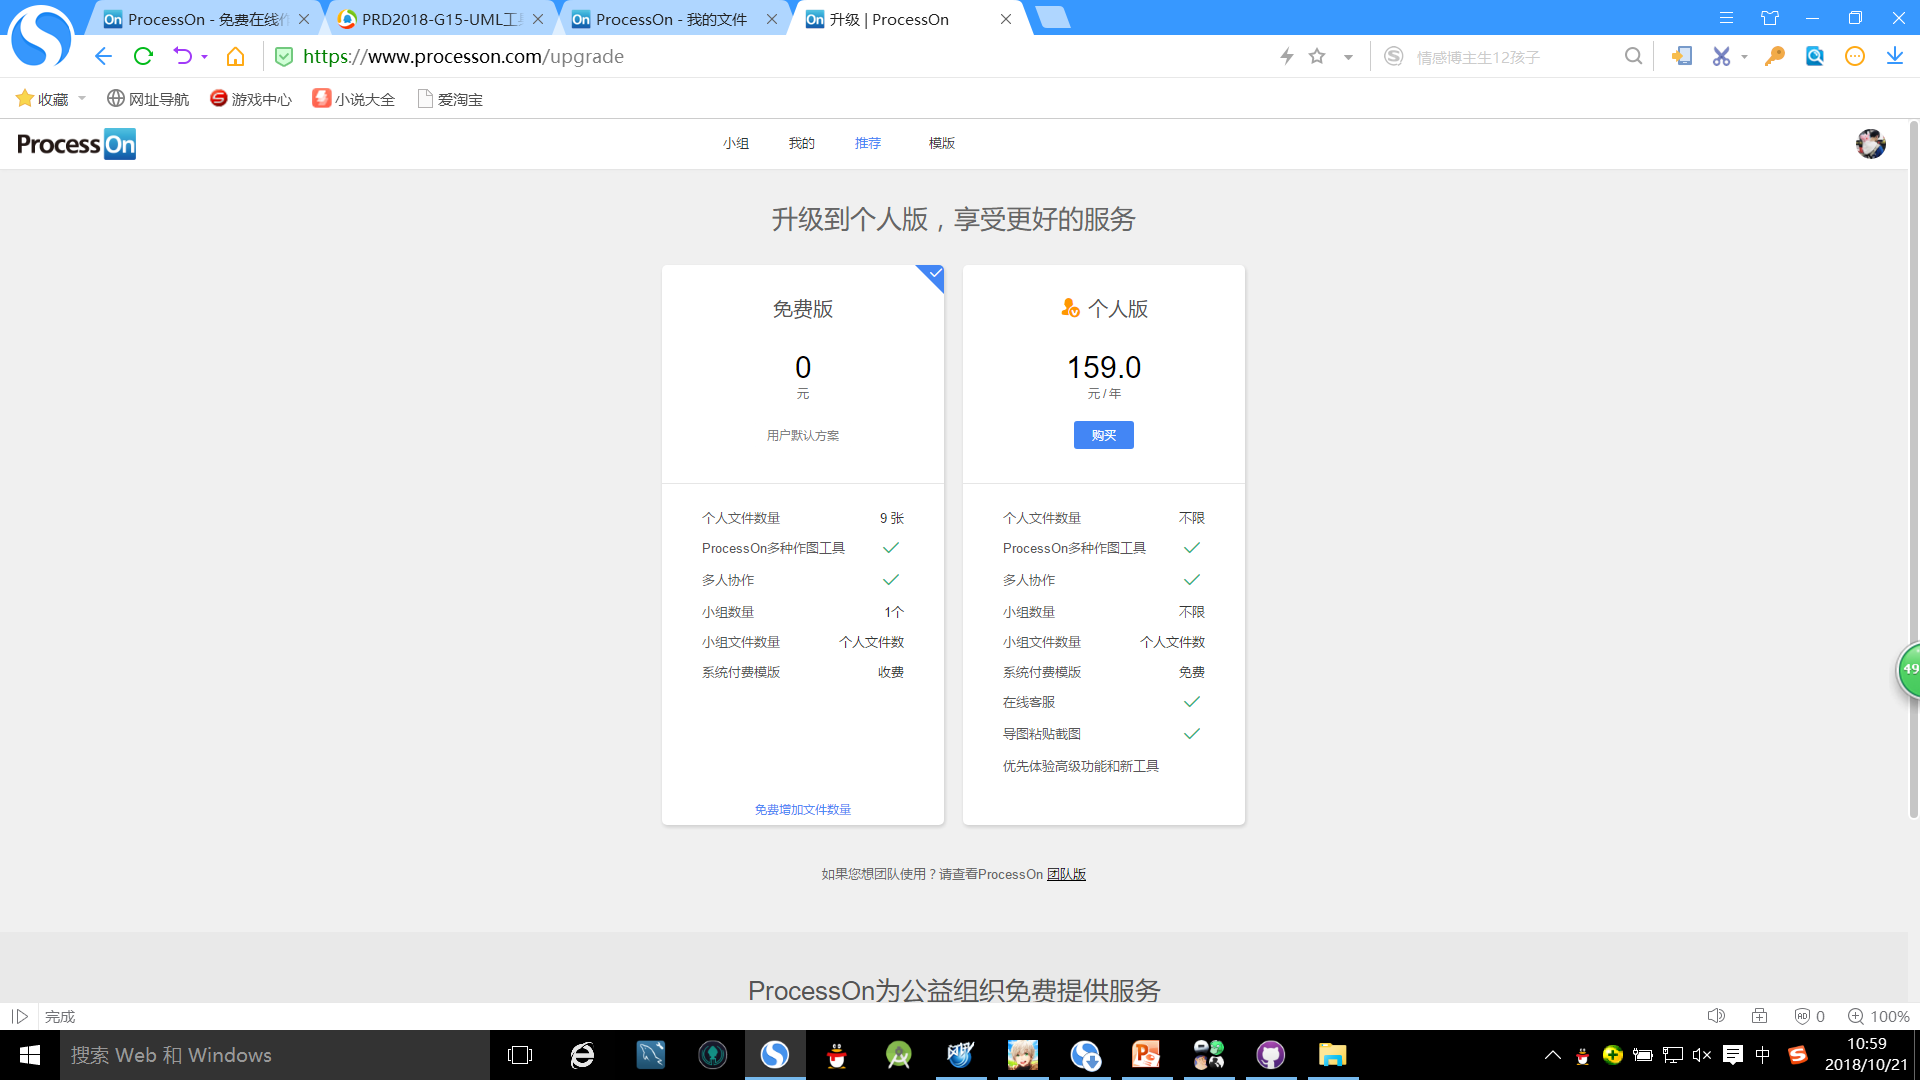 ProcessOn - 免费在线作
PRD2018-G15-UML工具
ProcessOn - 我的文件
升级 | ProcessOn
https://www.processon.com/upgrade
情感博主生12孩子
收藏
网址导航
游戏中心
小说大全
爱淘宝
ProcessOn
小组
我的
推荐
模版
升级到个人版，享受更好的服务
免费版
0
元
用户默认方案
个人文件数量 9 张
ProcessOn多种作图工具
多人协作
小组数量 1个
小组文件数量 个人文件数
系统付费模版 收费
免费增加文件数量
个人版
159.0
元 / 年
购买
个人文件数量 不限
ProcessOn多种作图工具
多人协作
小组数量 不限
小组文件数量 个人文件数
系统付费模版 免费
在线客服
导图粘贴截图
优先体验高级功能和新工具
49
如果您想团队使用？请查看ProcessOn 团队版
ProcessOn为公益组织免费提供服务
完成
0
100%
搜索 Web 和 Windows
中
10:59
2018/10/21